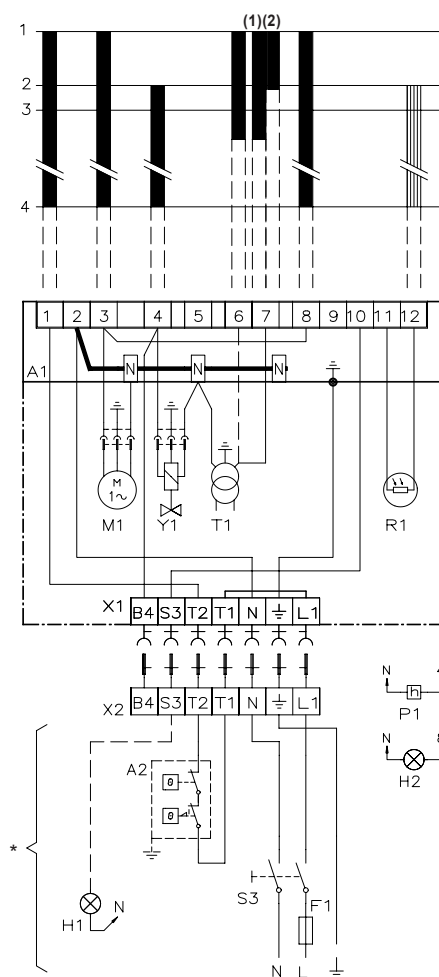 (1)(2)
1
2
3
4
1 2 3 4 5 6 7 8 9 10 11 12
N N N
A1
M 1~
M1 Y1 T1 R1
X1 B4 S3 T2 T1 N L1
X2 B4 S3 T2 T1 N L1
N 4
h
P1
N 8
H2
A2
θ
θ
*
S3 F1
H1 N
N L